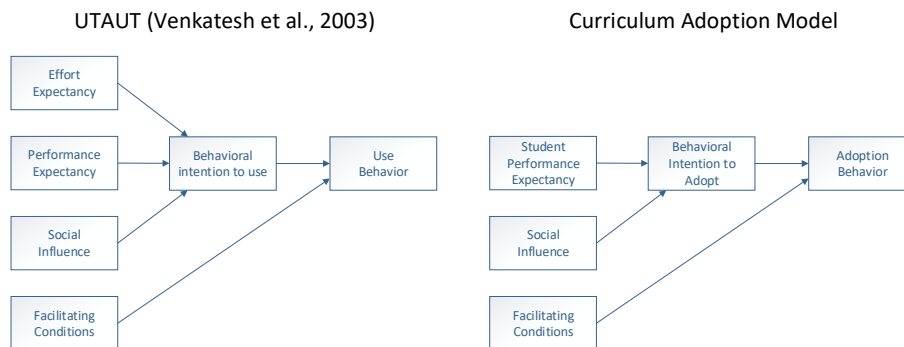 UTAUT (Venkatesh et al., 2003)
Effort
Expectancy
Performance
Expectancy
Social
Influence
Facilitating
Conditions
Behavioral
intention to use
Use
Behavior
Curriculum Adoption Model
Student
Performance
Expectancy
Social
Influence
Facilitating
Conditions
Behavioral
Intention to
Adopt
Adoption
Behavior